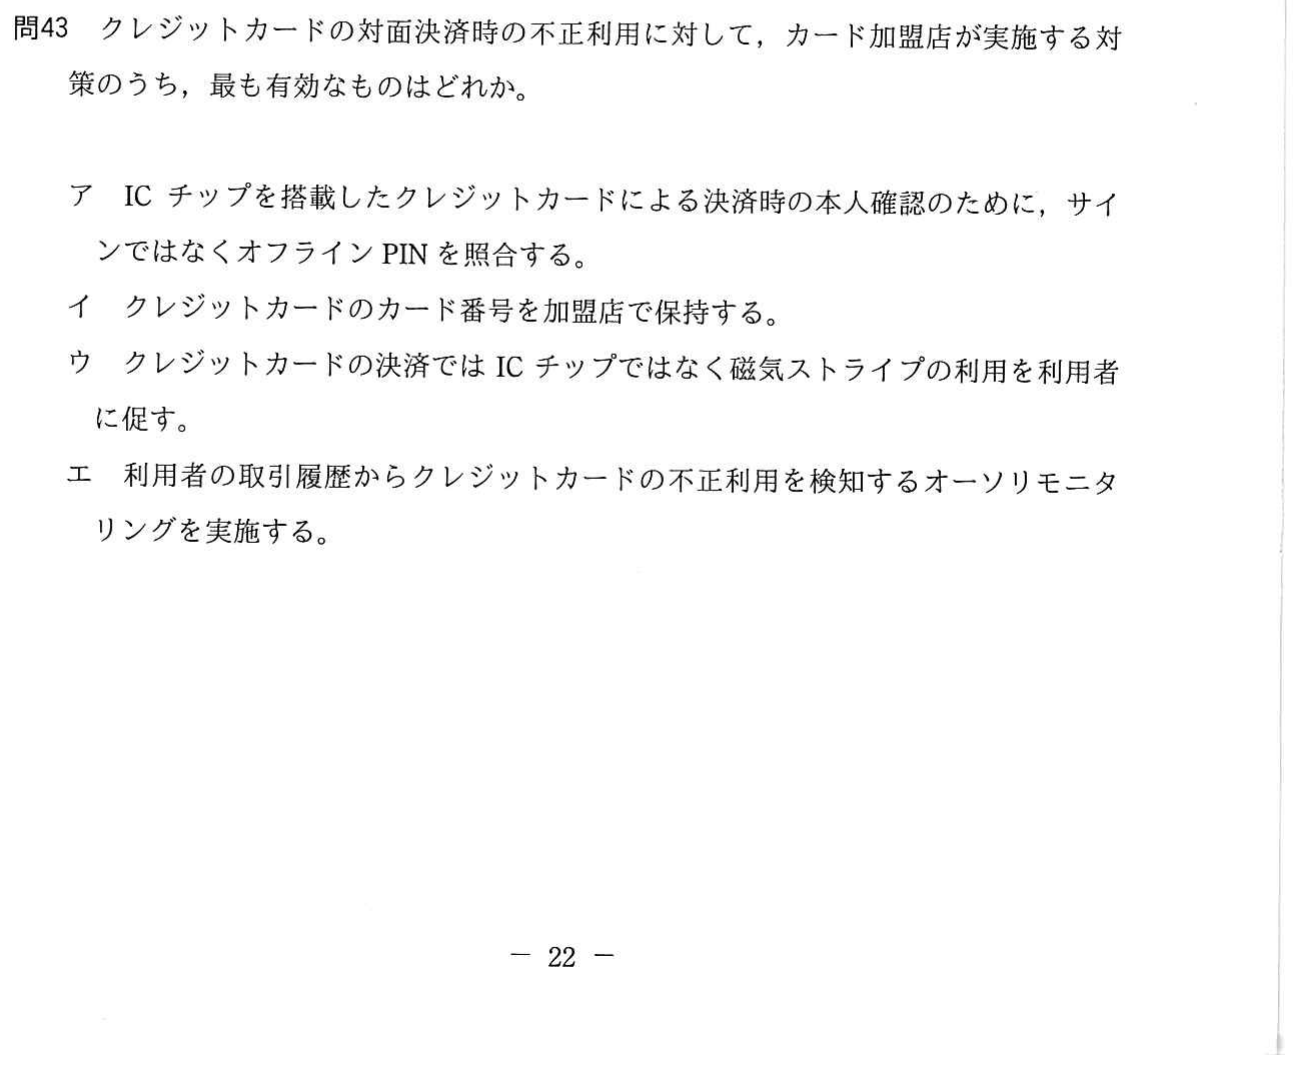 問43　クレジットカードの対面決済時の不正利用に対して，カード加盟店が実施する対
策のうち，最も有効なものはどれか。
ア　IC チップを搭載したクレジットカードによる決済時の本人確認のために，サイ
ンではなくオフライン PIN を照合する。
イ　クレジットカードのカード番号を加盟店で保持する。
ウ　クレジットカードの決済では IC チップではなく磁気ストライプの利用を利用者
に促す。
エ　利用者の取引履歴からクレジットカードの不正利用を検知するオーソリモニタ
リングを実施する。
－ 22 －